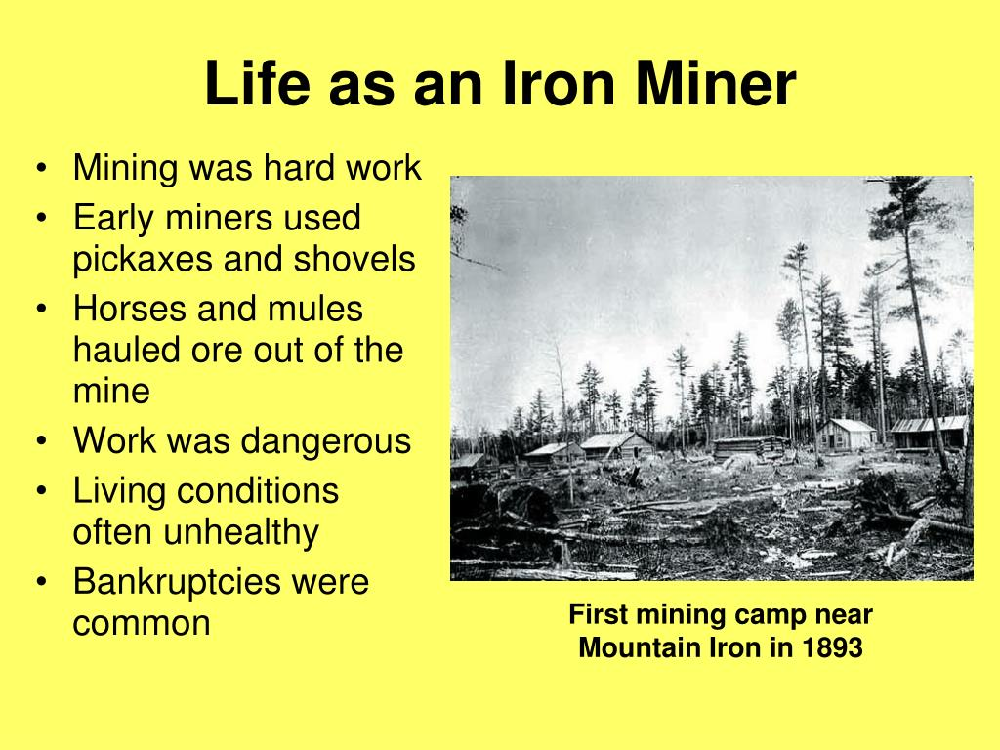 Life as an Iron Miner
• Mining was hard work
• Early miners used
pickaxes and shovels
• Horses and mules
hauled ore out of the
mine
• Work was dangerous
• Living conditions
often unhealthy
• Bankruptcies were
common
First mining camp near
Mountain Iron in 1893